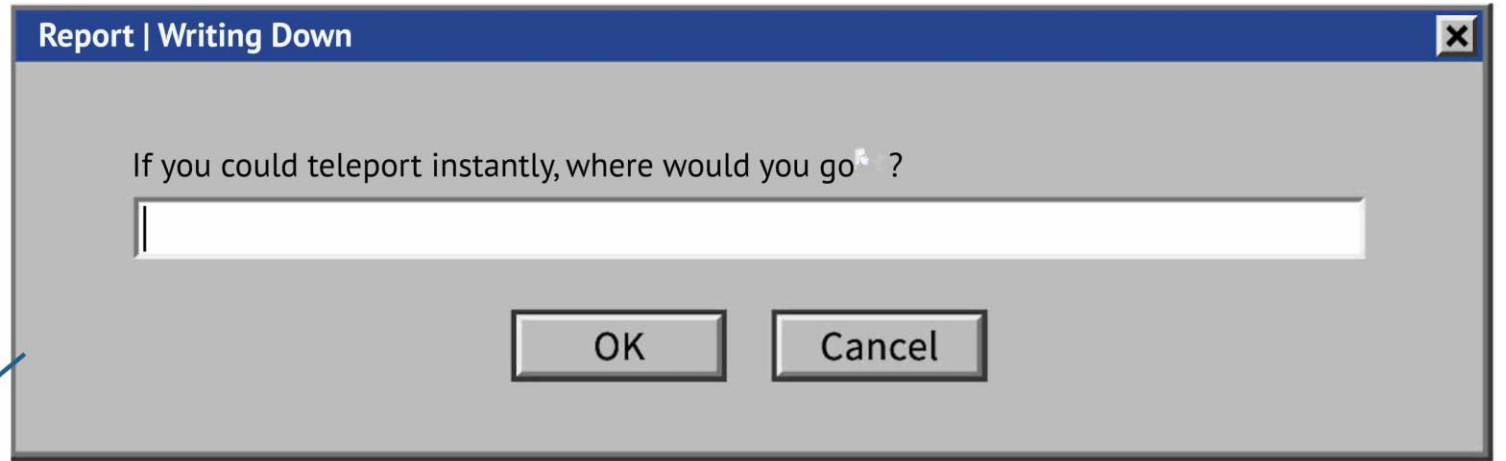 Report | Writing Down
If you could teleport instantly, where would you go ?
OK
Cancel